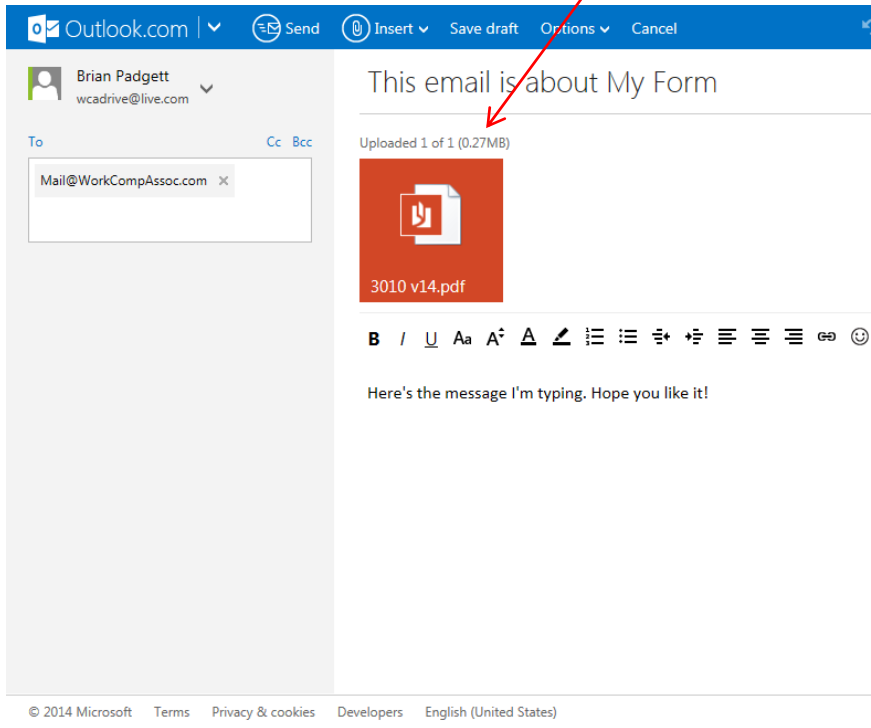 Outlook.com Send Insert Save draft Options Cancel
Brian Padgett
wcadrive@live.com
To Cc Bcc
Mail@WorkCompAssoc.com
This email is about My Form
Uploaded 1 of 1 (0.27MB)
3010 v14.pdf
B I U Aa A A
Here's the message I'm typing. Hope you like it!
© 2014 Microsoft Terms Privacy & cookies Developers English (United States)